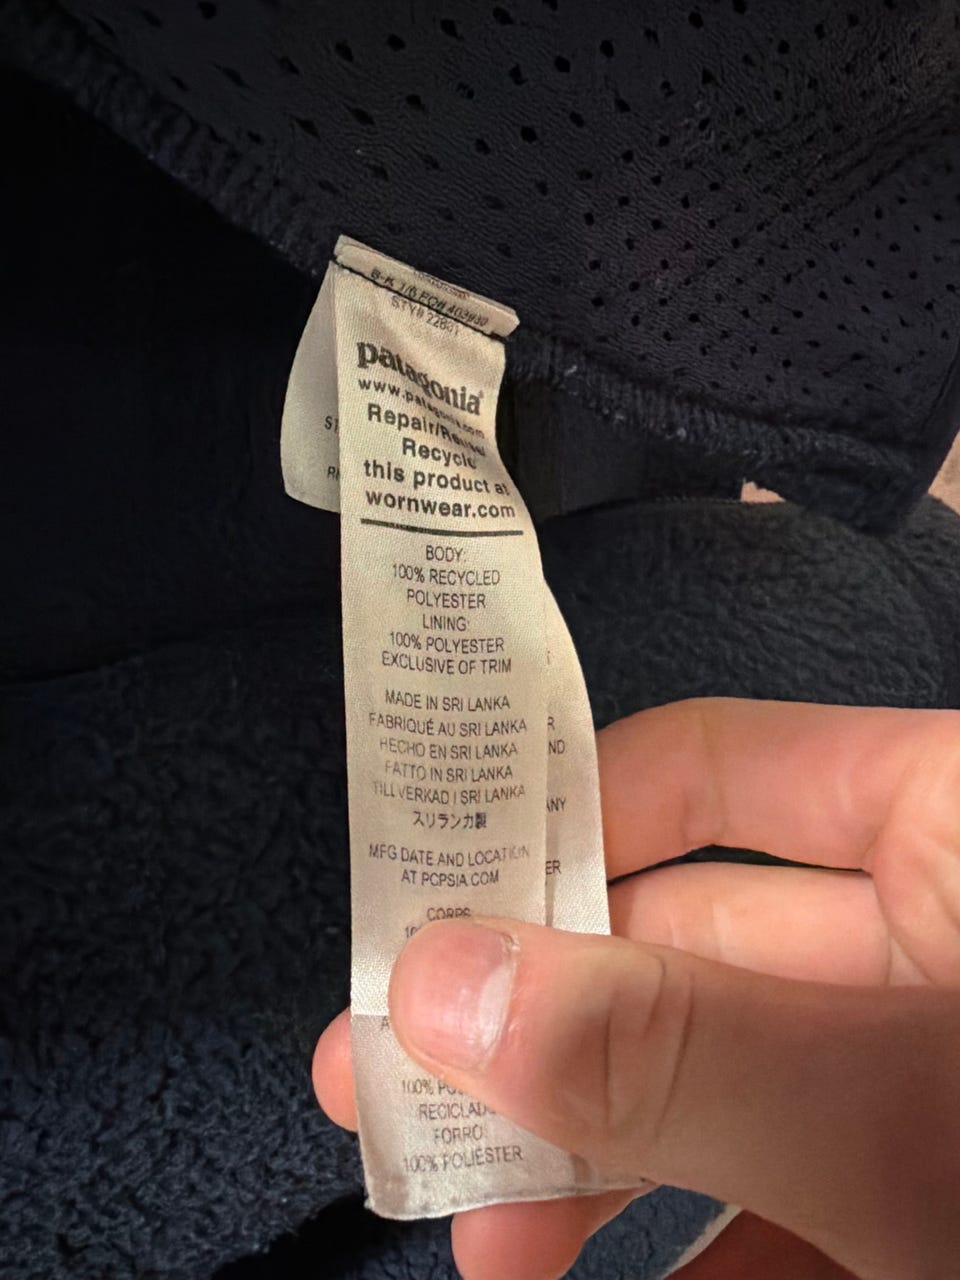 STY# 22801
patagonia®
www.patagonia.com
Repair/Reuse/
Recycle
this product at
wornwear.com
BODY:
100% RECYCLED
POLYESTER
LINING:
100% POLYESTER
EXCLUSIVE OF TRIM
MADE IN SRI LANKA
FABRIQUÉ AU SRI LANKA
HECHO EN SRI LANKA
FATTO IN SRI LANKA
TILLVERKAD I SRI LANKA
スリランカ製
MFG DATE AND LOCATION
AT PCPSIA.COM
CORPS
100%
RECICLADO
FORRO:
100% POLIÉSTER